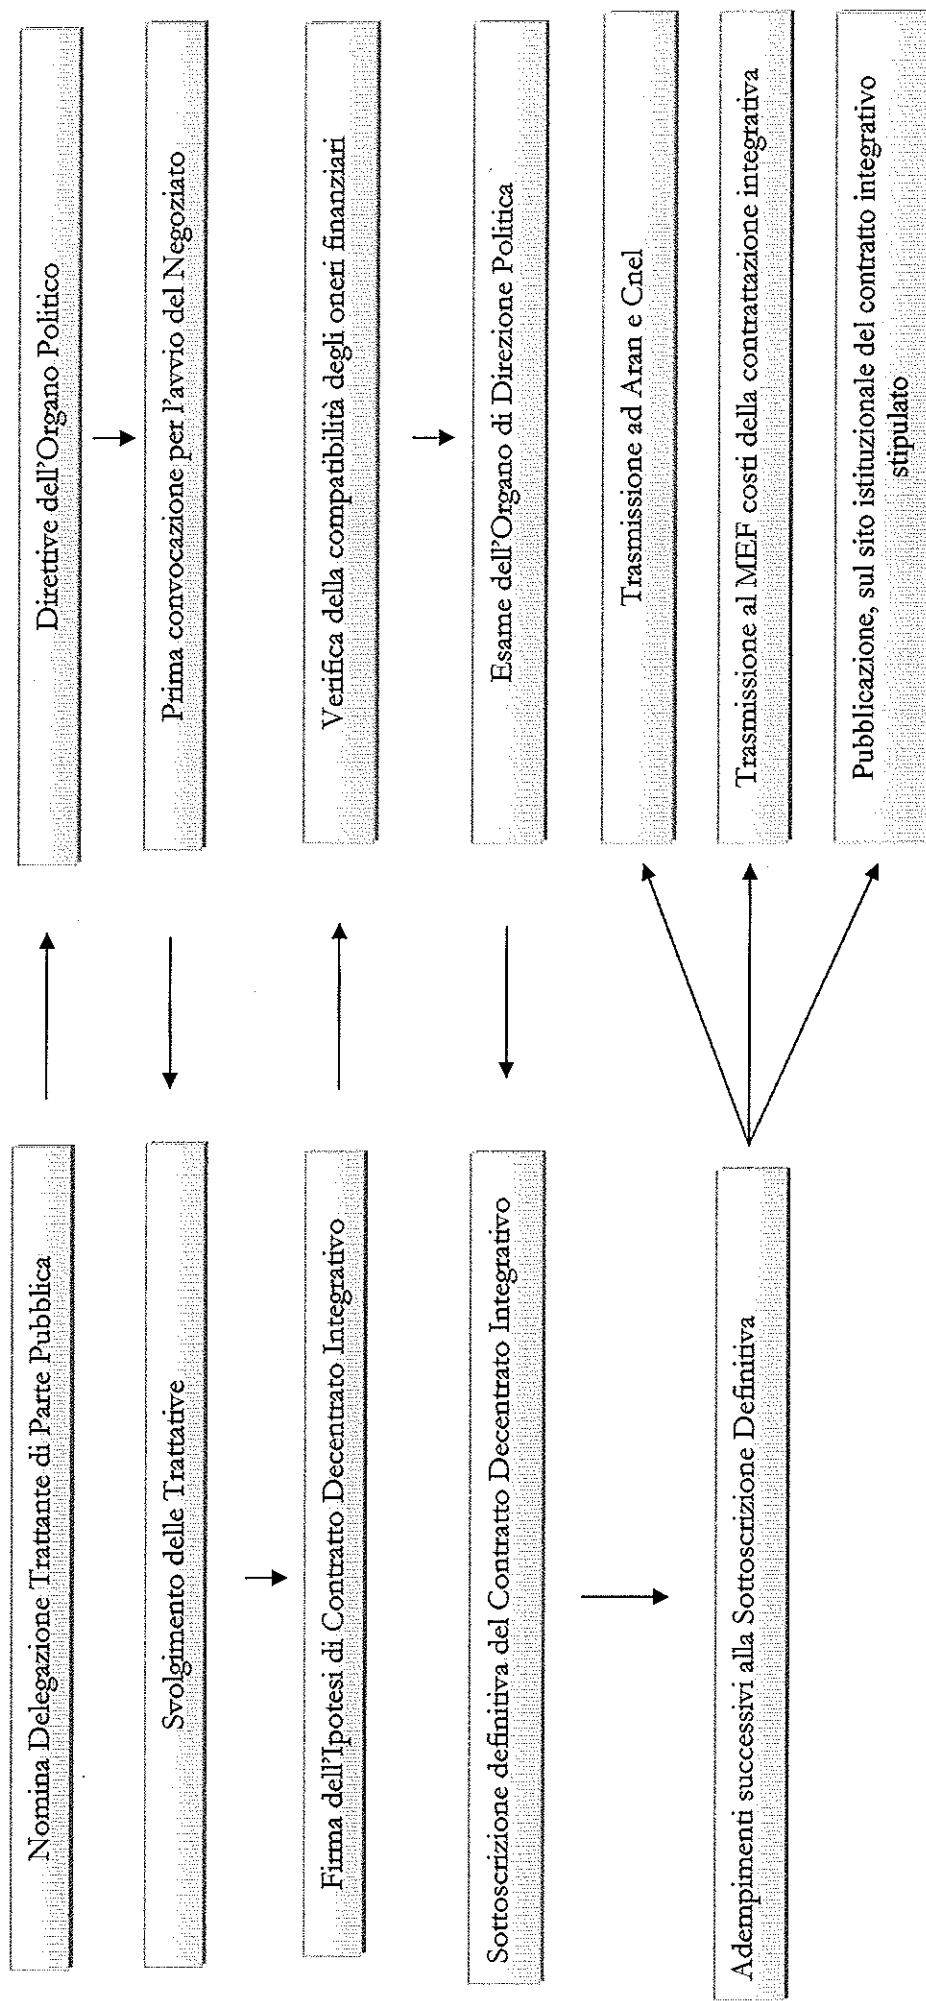 Nomina Delegazione Trattante di Parte Pubblica
Direttive dell'Organo Politico
Prima convocazione per l'avvio del Negoziato
Svolgimento delle Trattative
Firma dell'Ipotesi di Contratto Decentrato Integrativo
Verifica della compatibilità degli oneri finanziari
Esame dell'Organo di Direzione Politica
Sottoscrizione definitiva del Contratto Decentrato Integrativo
Adempimenti successivi alla Sottoscrizione Definitiva
Trasmissione ad Aran e Cnel
Trasmissione al MEF costi della contrattazione integrativa
Pubblicazione, sul sito istituzionale del contratto integrativo
stipulato